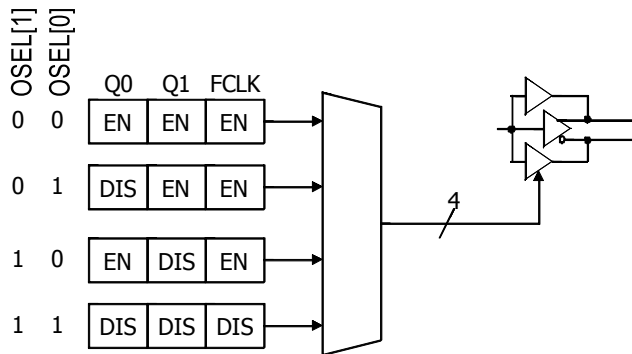 OSEL[1] OSEL[0]
Q0 Q1 FCLK
0 0 EN EN EN
0 1 DIS EN EN
4
1 0 EN DIS EN
1 1 DIS DIS DIS